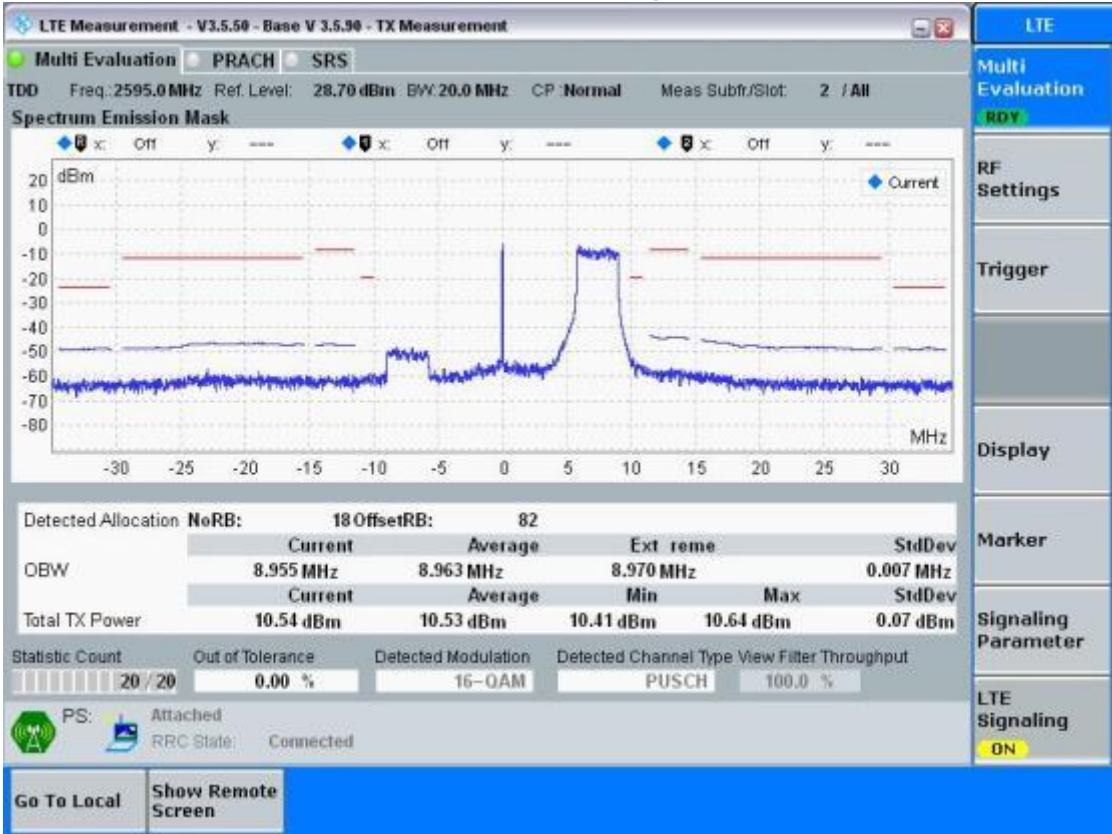 LTE Measurement - V3.5.50 - Base V 3.5.90 - TX Measurement
LTE
Multi Evaluation PRACH SRS
TDD Freq.:2595.0 MHz Ref. Level: 28.70 dBm BW:20.0 MHz CP :Normal Meas Subfr./Slot: 2 / All
Spectrum Emission Mask
x: Off y: --- x: Off y: --- x: Off y: ---
dBm
Current
20
10
0
-10
-20
-30
-40
-50
-60
-70
-80
MHz
-30 -25 -20 -15 -10 -5 0 5 10 15 20 25 30
Detected Allocation NoRB: 18 OffsetRB: 82
Current Average Ext reme StdDev
OBW 8.955 MHz 8.963 MHz 8.970 MHz 0.007 MHz
Current Average Min Max StdDev
Total TX Power 10.54 dBm 10.53 dBm 10.41 dBm 10.64 dBm 0.07 dBm
Statistic Count Out of Tolerance Detected Modulation Detected Channel Type View Filter Throughput
20 / 20 0.00 % 16-QAM PUSCH 100.0 %
PS: Attached
RRC State: Connected
Multi
Evaluation
RDY
RF
Settings
Trigger
Display
Marker
Signaling
Parameter
LTE
Signaling
ON
Go To Local
Show Remote
Screen